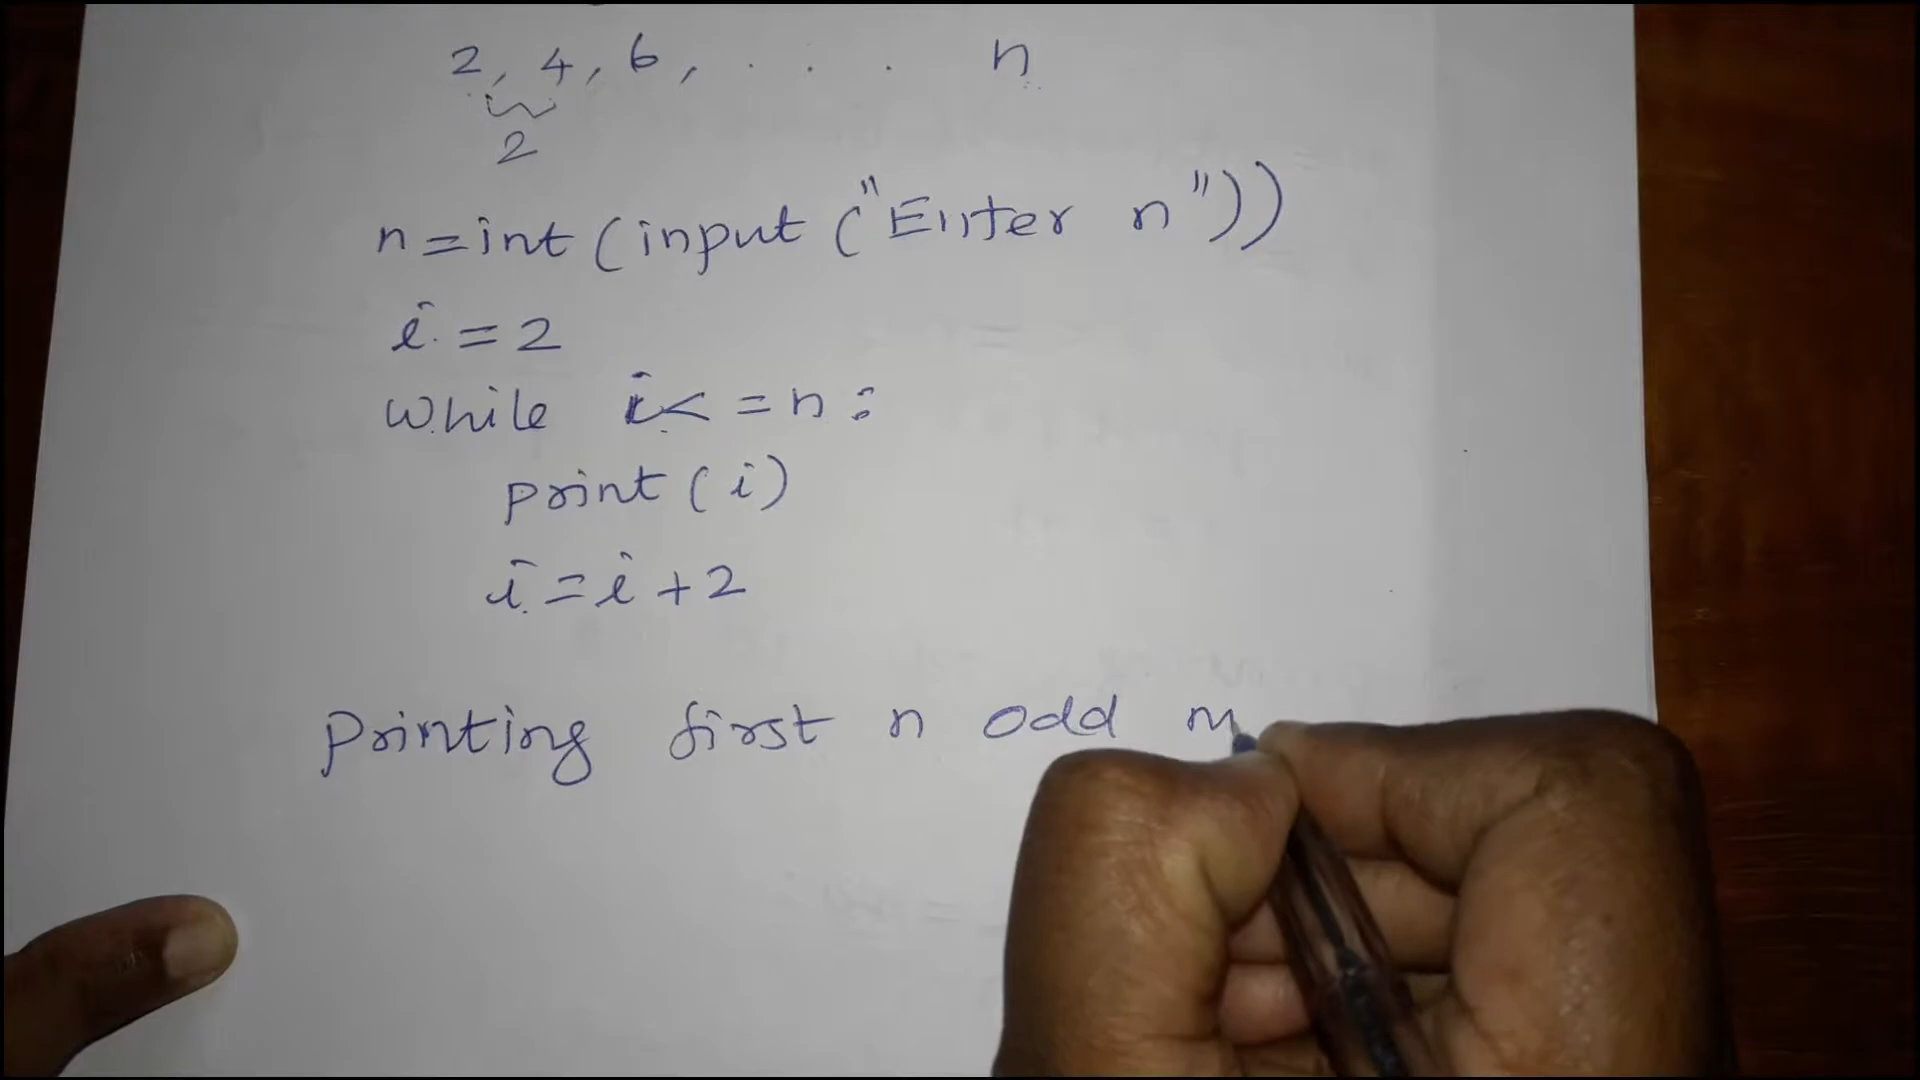 2, 4, 6, . . . n
2
n=int(input("Enter n"))
i=2
while i<=n:
print(i)
i=i+2
printing first n odd